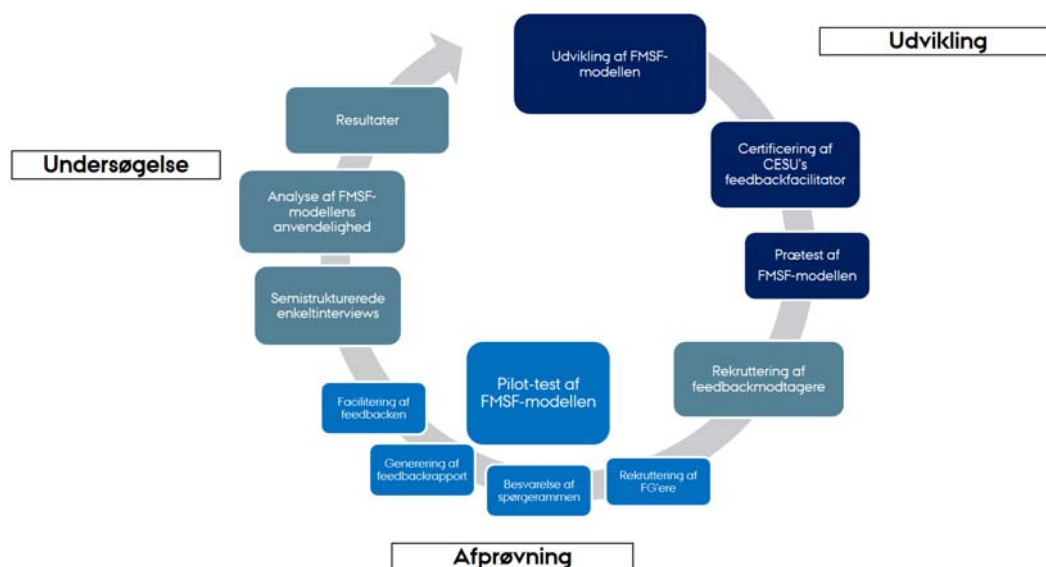 Udvikling
Udvikling af FMSF-
modellen
Certificering af
CESU's
feedbackfacilitator
Prætest af
FMSF-modellen
Rekruttering af
feedbackmodtagere
Pilot-test af
FMSF-modellen
Rekruttering af
FG'ere
Besvarelse af
spørgerammen
Generering af
feedbackrapport
Facilitering af
feedbacken
Afprøvning
Semistrukturerede
enkeltinterviews
Analyse af FMSF-
modellens
anvendelighed
Resultater
Undersøgelse